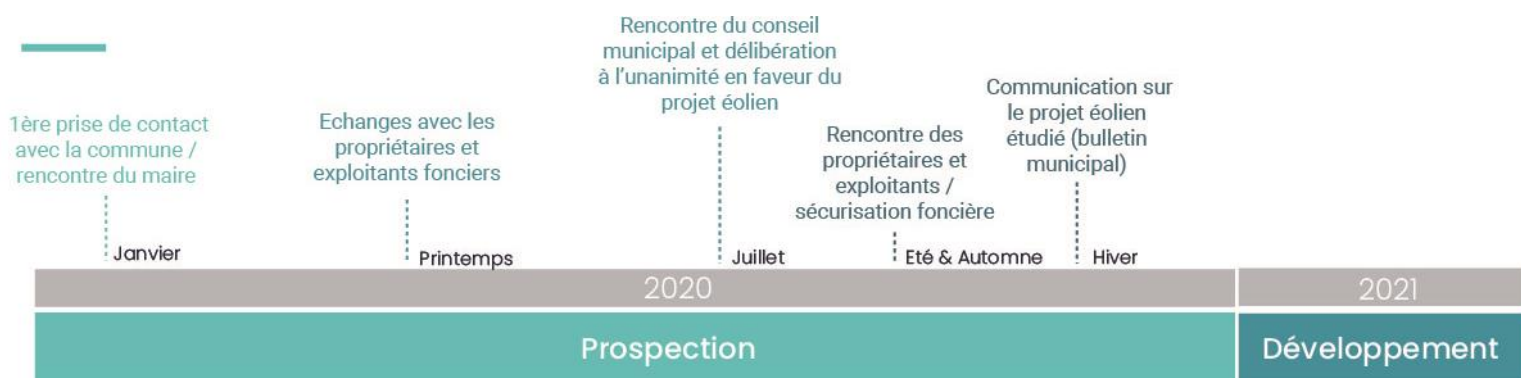 1ère prise de contact
avec la commune /
rencontre du maire
Janvier
Echanges avec les
propriétaires et
exploitants fonciers
Printemps
Rencontre du conseil
municipal et délibération
à l'unanimité en faveur du
projet éolien
Juillet
Rencontre des
propriétaires et
exploitants /
sécurisation foncière
Eté & Automne
Communication sur
le projet éolien
étudié (bulletin
municipal)
Hiver
2020
2021
Prospection
Développement